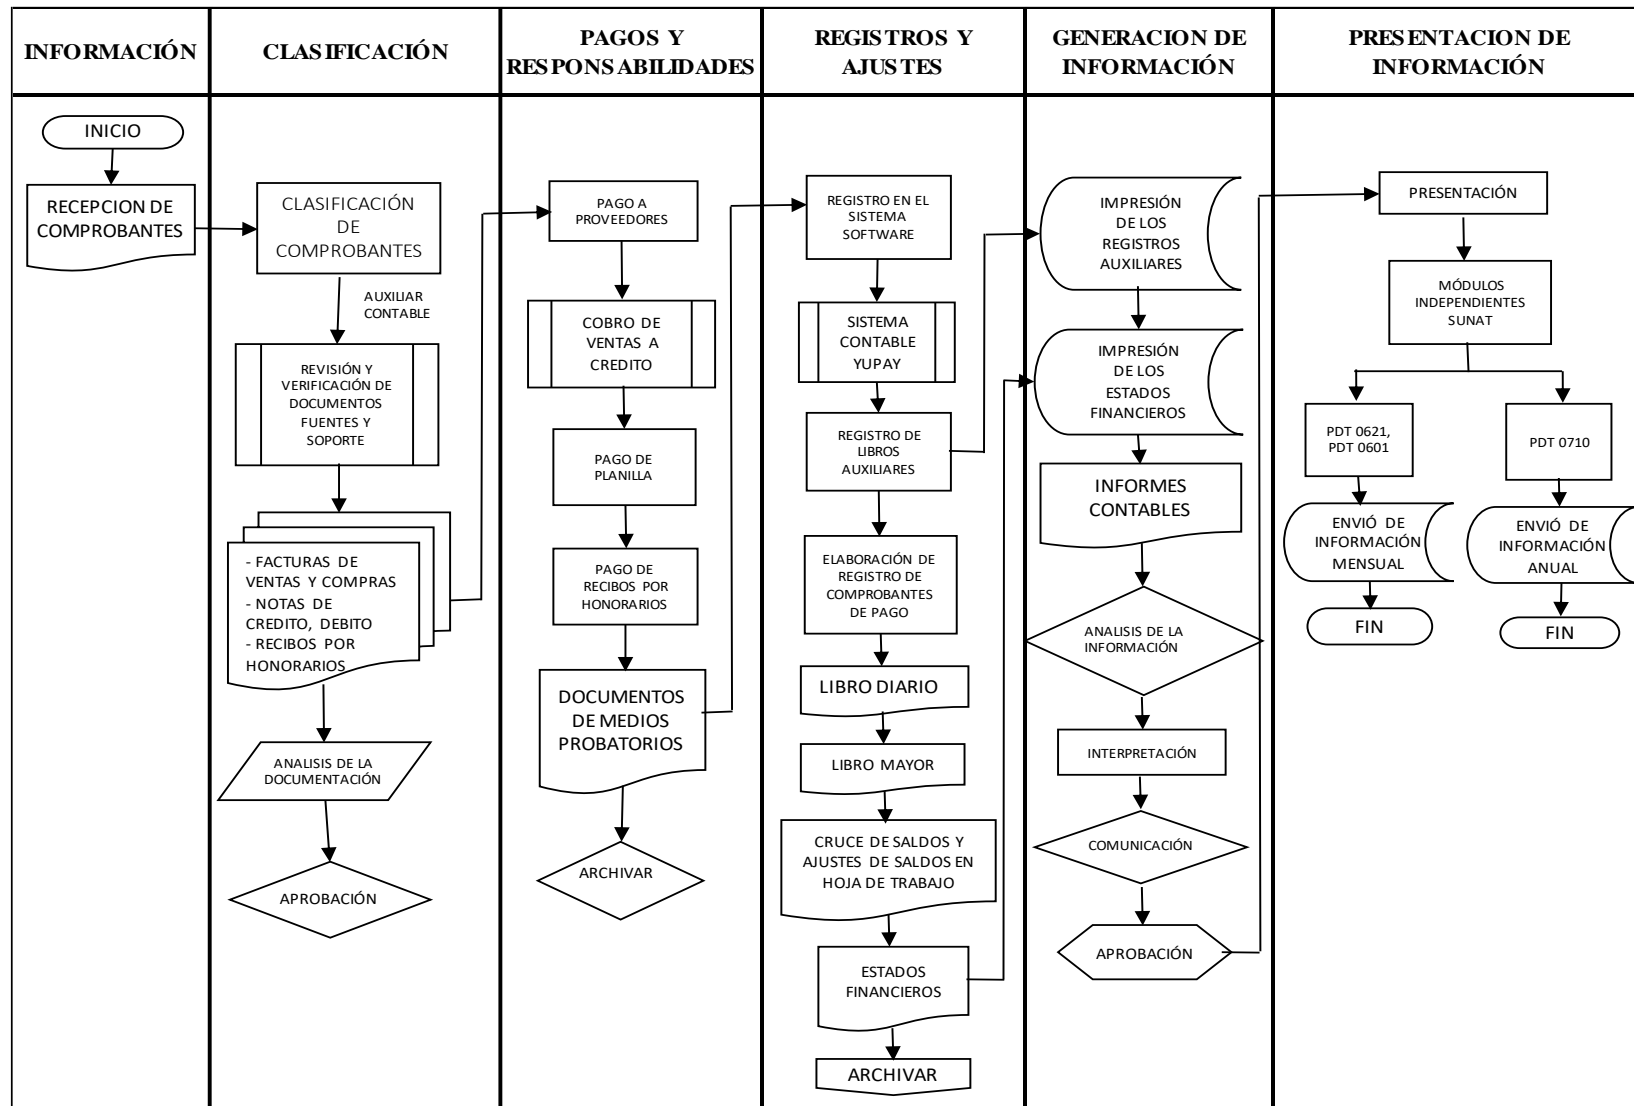 INFORMACIÓN
CLASIFICACIÓN
PAGOS Y
RESPONSABILIDADES
REGISTROS Y
AJUSTES
GENERACION DE
INFORMACIÓN
PRESENTACION DE
INFORMACIÓN
INICIO
RECEPCION DE
COMPROBANTES
CLASIFICACIÓN
DE
COMPROBANTES
AUXILIAR
CONTABLE
REVISIÓN Y
VERIFICACIÓN DE
DOCUMENTOS
FUENTES Y
SOPORTE
- FACTURAS DE
VENTAS Y COMPRAS
- NOTAS DE
CREDITO, DEBITO
- RECIBOS POR
HONORARIOS
ANALISIS DE LA
DOCUMENTACIÓN
APROBACIÓN
PAGO A
PROVEEDORES
COBRO DE
VENTAS A
CREDITO
PAGO DE
PLANILLA
PAGO DE
RECIBOS POR
HONORARIOS
DOCUMENTOS
DE MEDIOS
PROBATORIOS
ARCHIVAR
REGISTRO EN EL
SISTEMA
SOFTWARE
SISTEMA
CONTABLE
YUPAY
REGISTRO DE
LIBROS
AUXILIARES
ELABORACIÓN DE
REGISTRO DE
COMPROBANTES
DE PAGO
LIBRO DIARIO
LIBRO MAYOR
CRUCE DE SALDOS Y
AJUSTES DE SALDOS EN
HOJA DE TRABAJO
ESTADOS
FINANCIEROS
ARCHIVAR
IMPRESIÓN
DE LOS
REGISTROS
AUXILIARES
IMPRESIÓN
DE LOS
ESTADOS
FINANCIEROS
INFORMES
CONTABLES
ANALISIS DE LA
INFORMACIÓN
INTERPRETACIÓN
COMUNICACIÓN
APROBACIÓN
PRESENTACIÓN
MÓDULOS
INDEPENDIENTES
SUNAT
PDT 0621,
PDT 0601
ENVIÓ DE
INFORMACIÓN
MENSUAL
FIN
PDT 0710
ENVIÓ DE
INFORMACIÓN
ANUAL
FIN